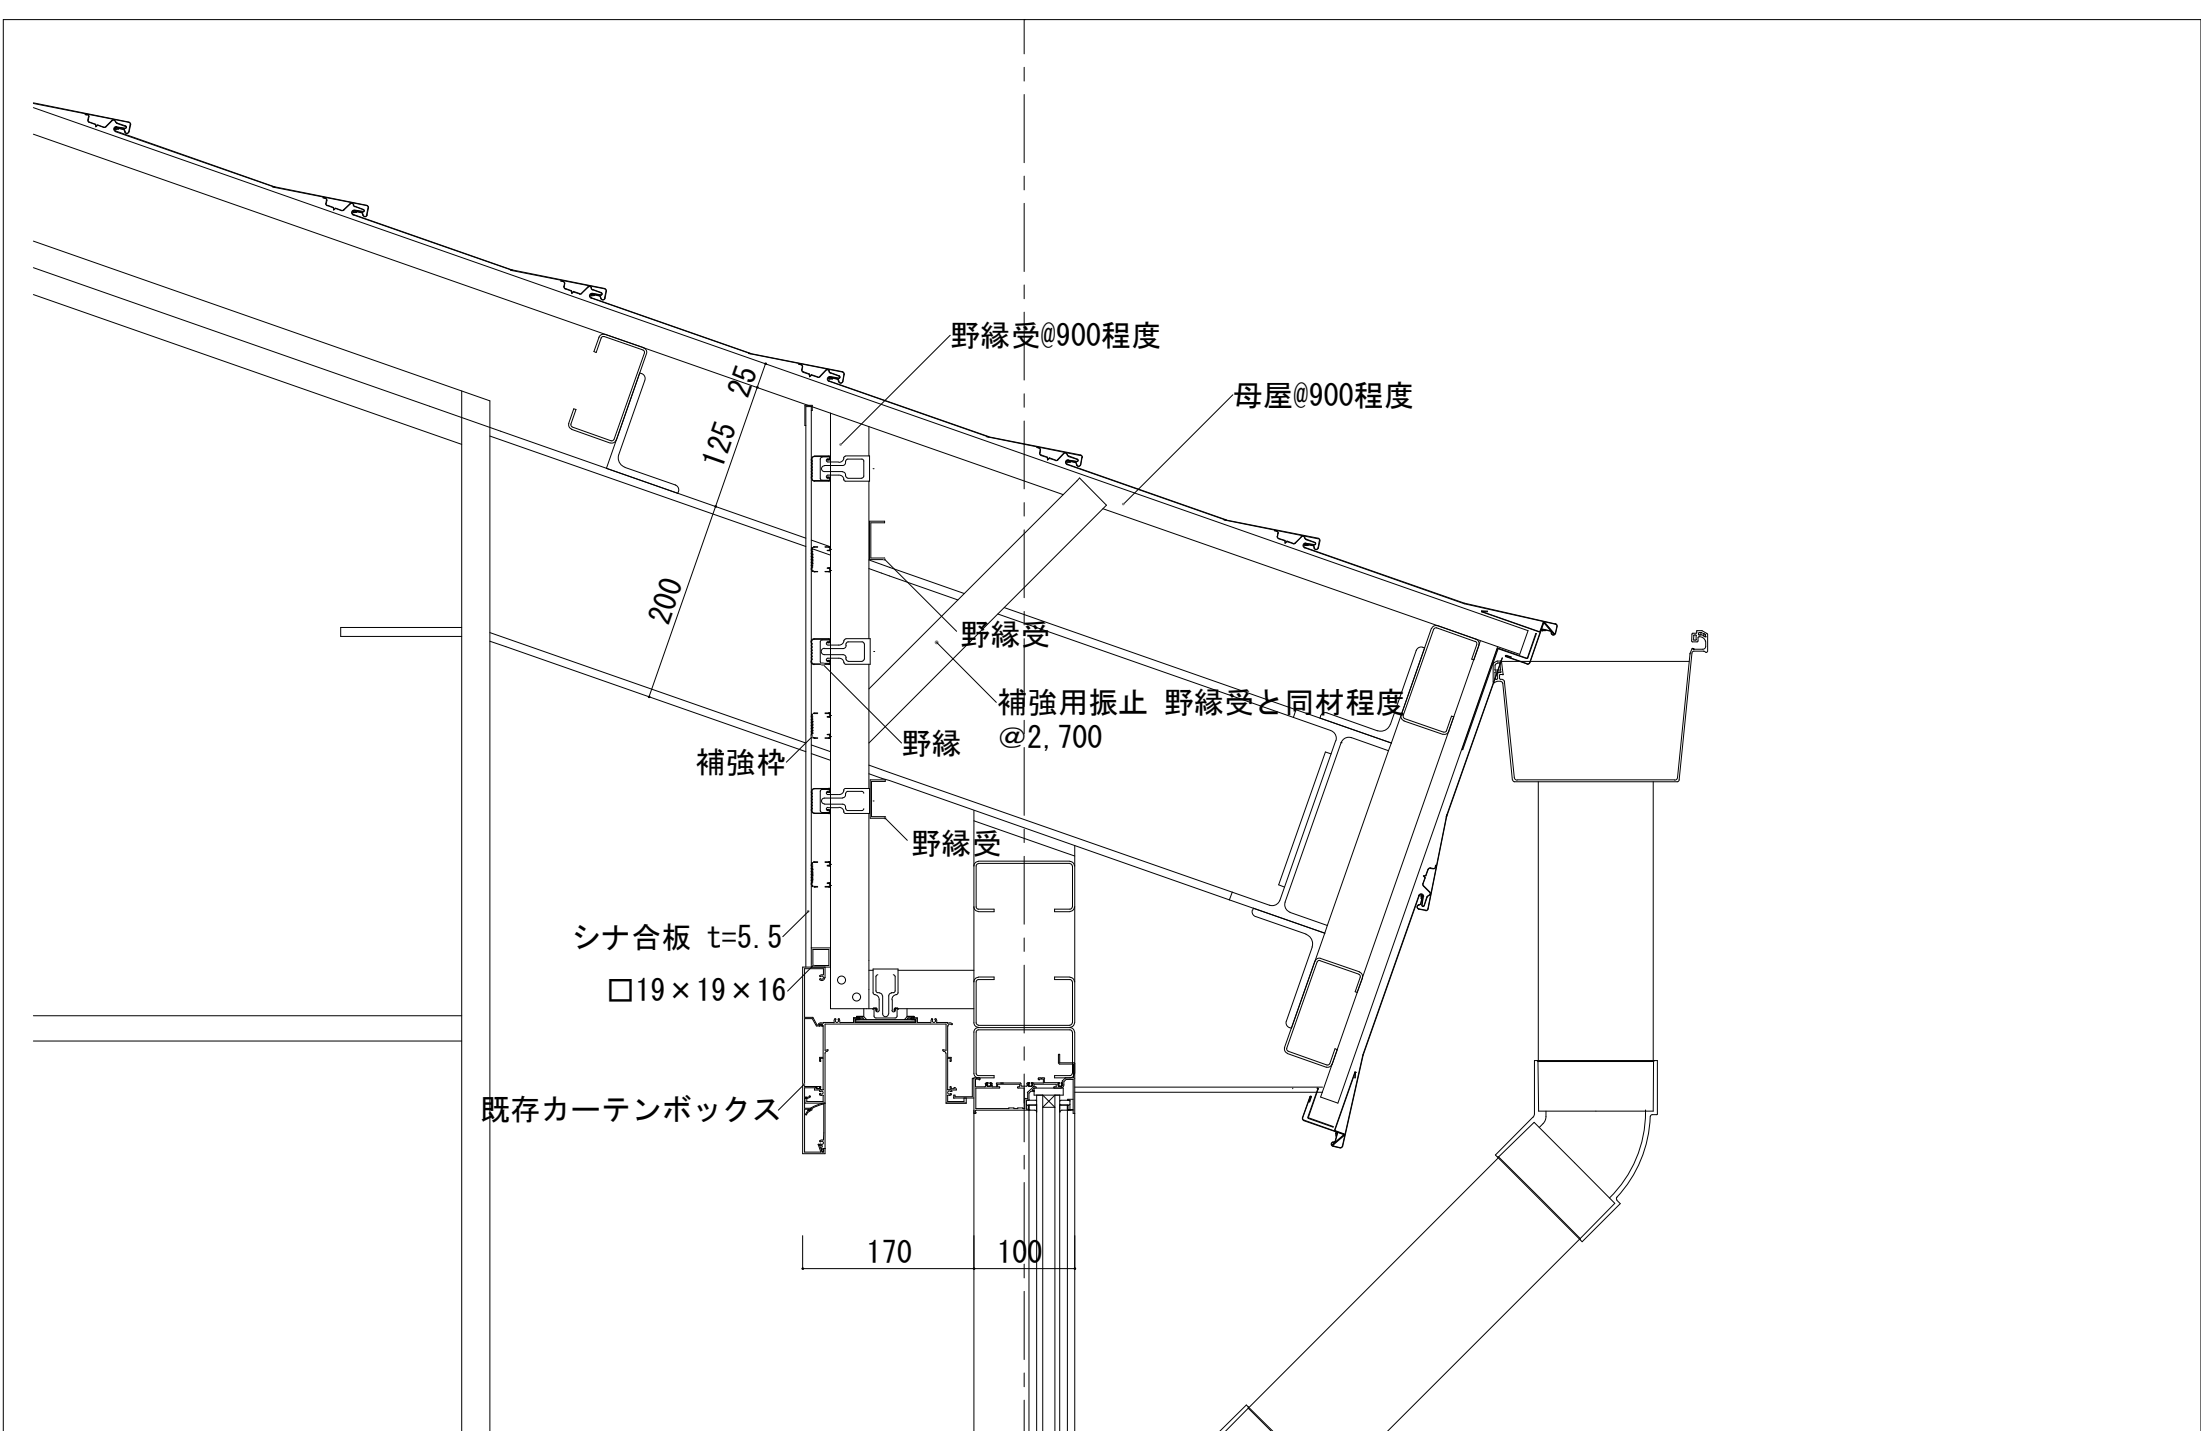 野縁受@900程度
母屋@900程度
25
125
200
野縁受
補強用振止 野縁受と同材程度
@2,700
野縁
補強枠
野縁受
シナ合板 t=5.5
□19×19×16
既存カーテンボックス
170
100